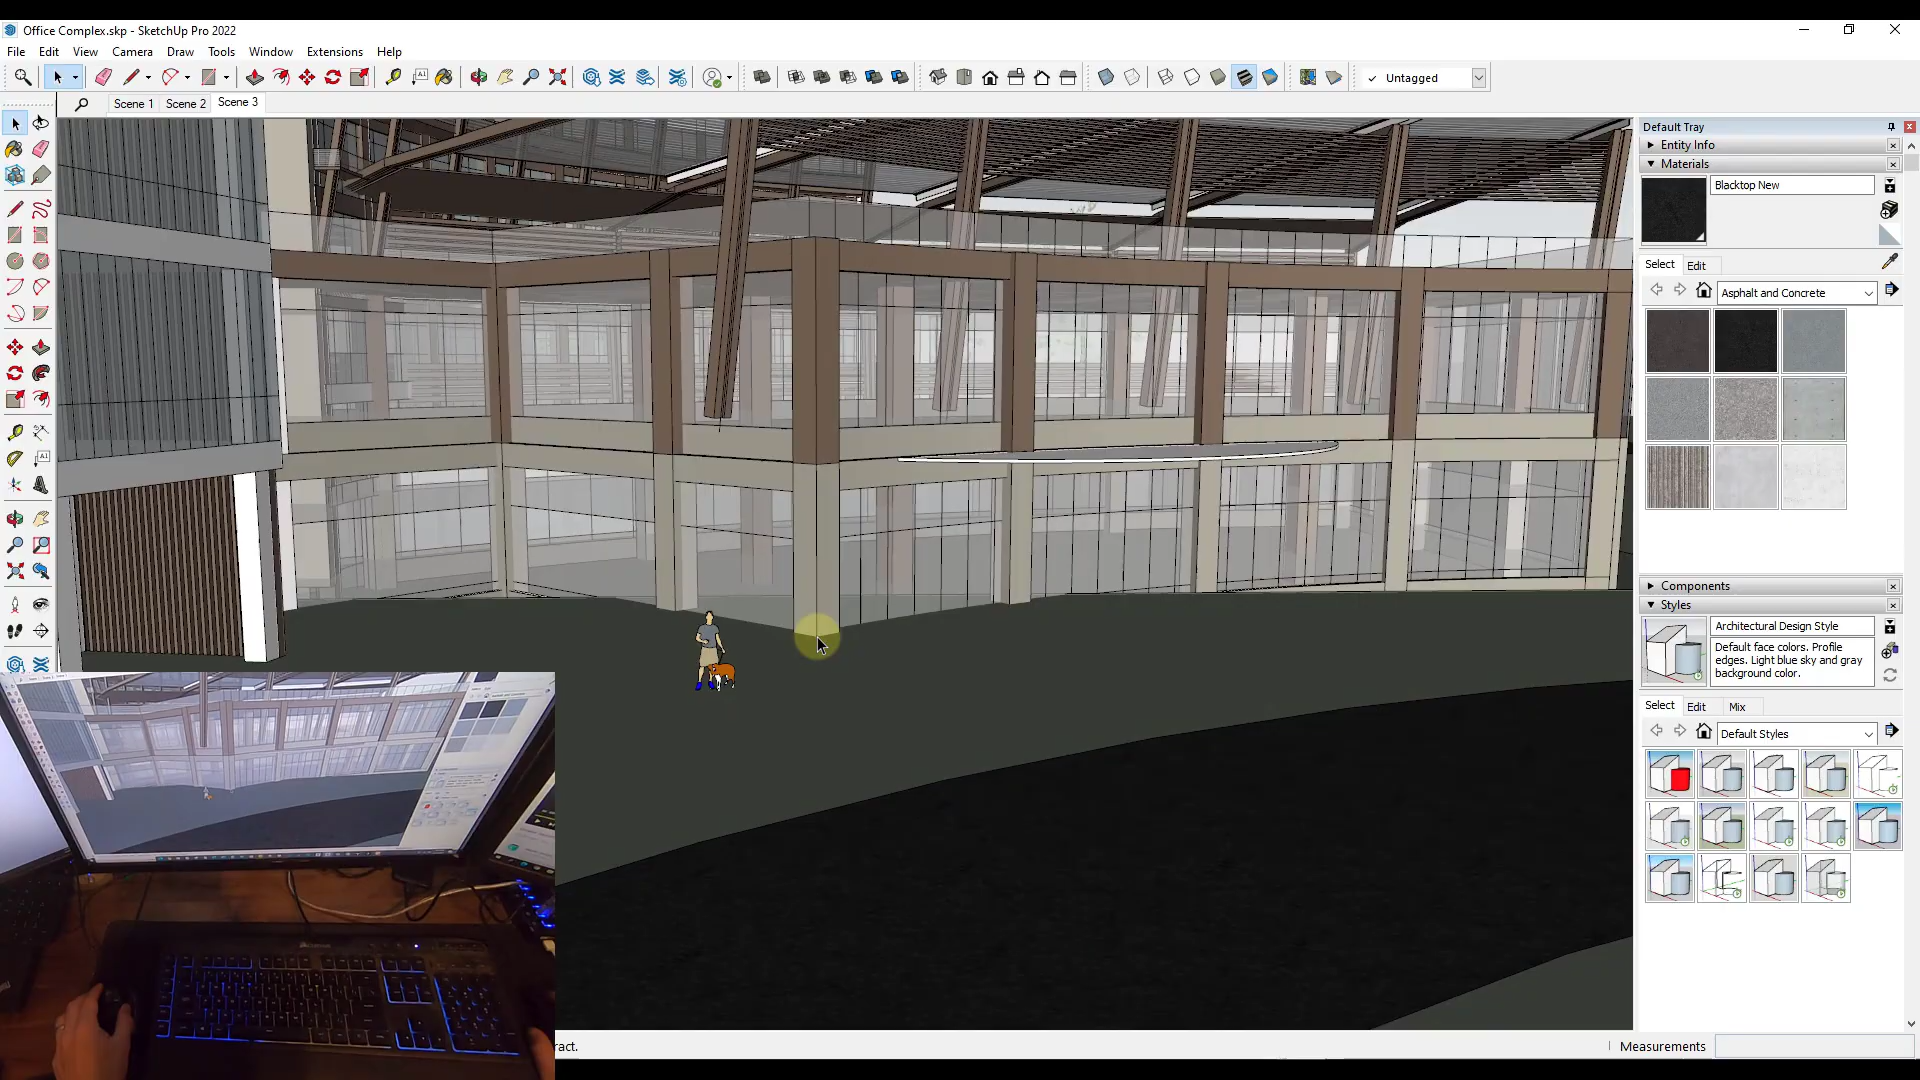 Office Complex.skp - SketchUp Pro 2022
File Edit View Camera Draw Tools Window Extensions Help
Untagged
Scene 1 Scene 2 Scene 3
Default Tray
Entity Info
Materials
Blacktop New
Select Edit
Asphalt and Concrete
Components
Styles
Architectural Design Style
Default face colors. Profile
edges. Light blue sky and gray
background color.
Select Edit Mix
Default Styles
ract.
Measurements